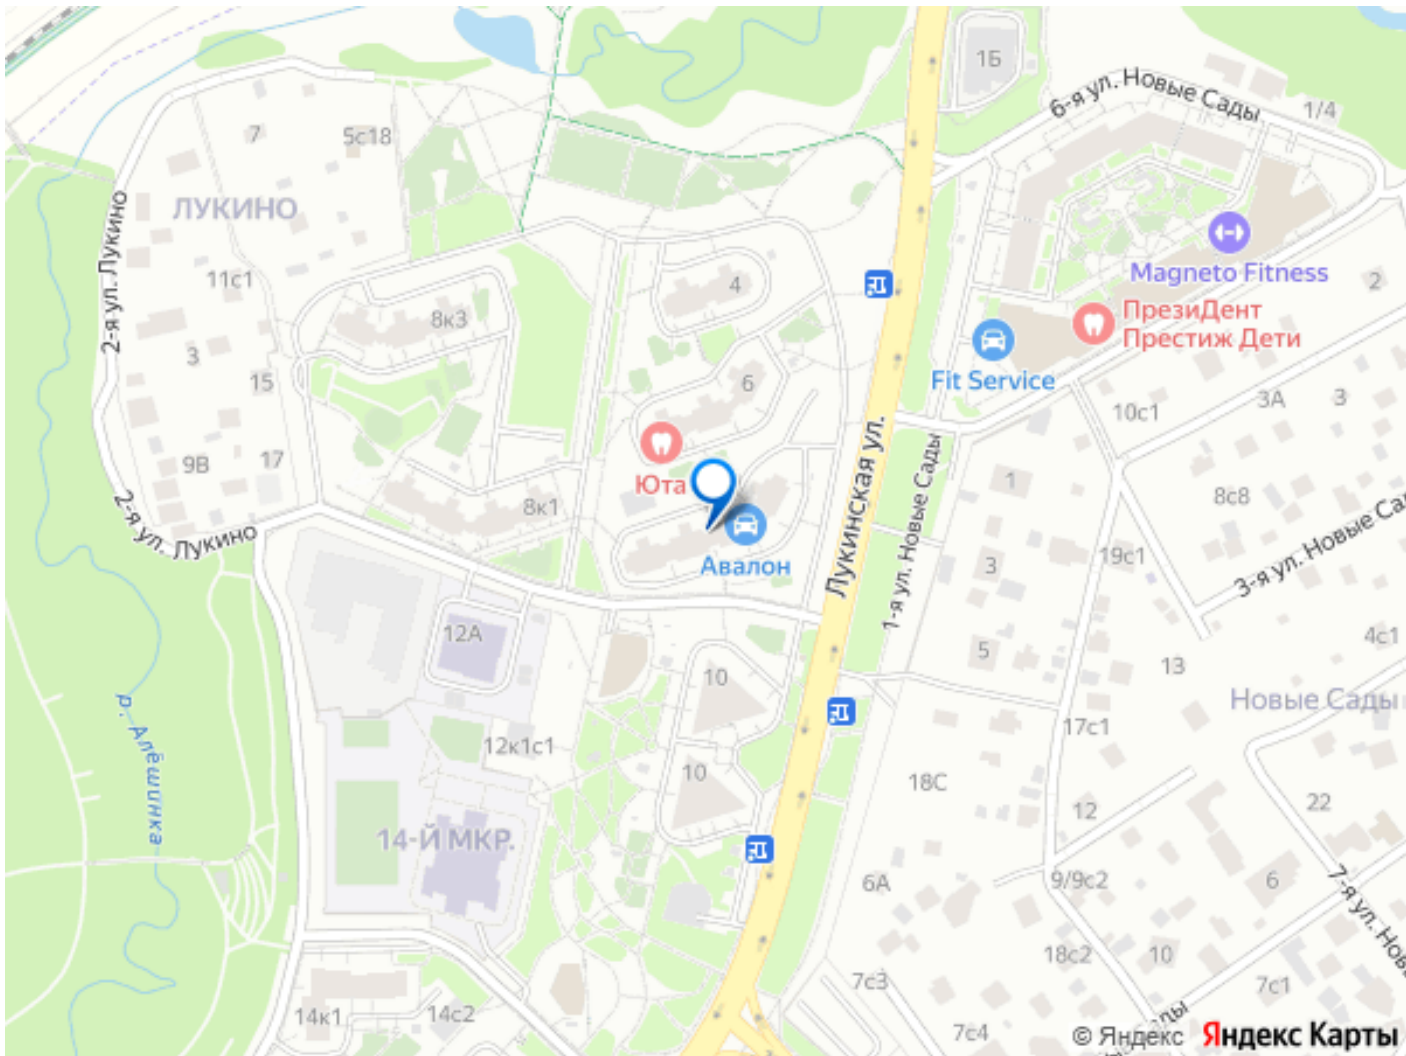 1Б
6-я ул. Новые Сады
1/4
7
5с18
2-я ул. Лукино
ЛУКИНО
Magneto Fitness
11с1
4
2
8к3
ПрезиДент
Престиж Дети
3
15
6
Fit Service
3А
3
10с1
Лукинская ул.
1-я ул. Новые Сады
9В
17
Юта
1
8с8
2-я ул. Лукино
8к1
Авалон
3
19с1
3-я ул. Новые Са
12А
5
13
4с1
10
Новые Сады
р. Алёшинка
12к1с1
17с1
10
18С
12
22
14-Й МКР.
6А
9/9с2
6
7-я ул. Новы
18с2
10
7с3
7с1
14к1
14с2
7с4
Сады
© Яндекс Яндекс Карты